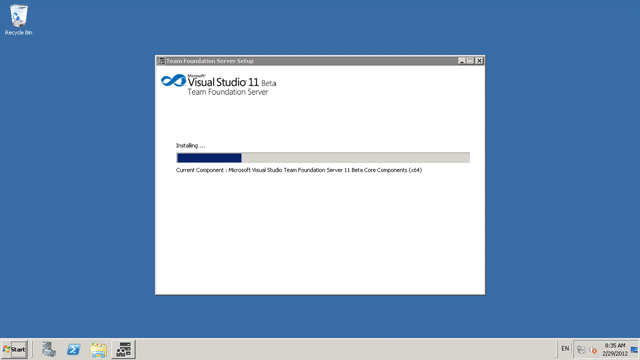 Recycle Bin
Team Foundation Server Setup
Microsoft®
Visual Studio 11 Beta
Team Foundation Server
Installing ...
Current Component : Microsoft Visual Studio Team Foundation Server 11 Beta Core Components (x64)
Start
EN
8:35 AM
2/29/2012